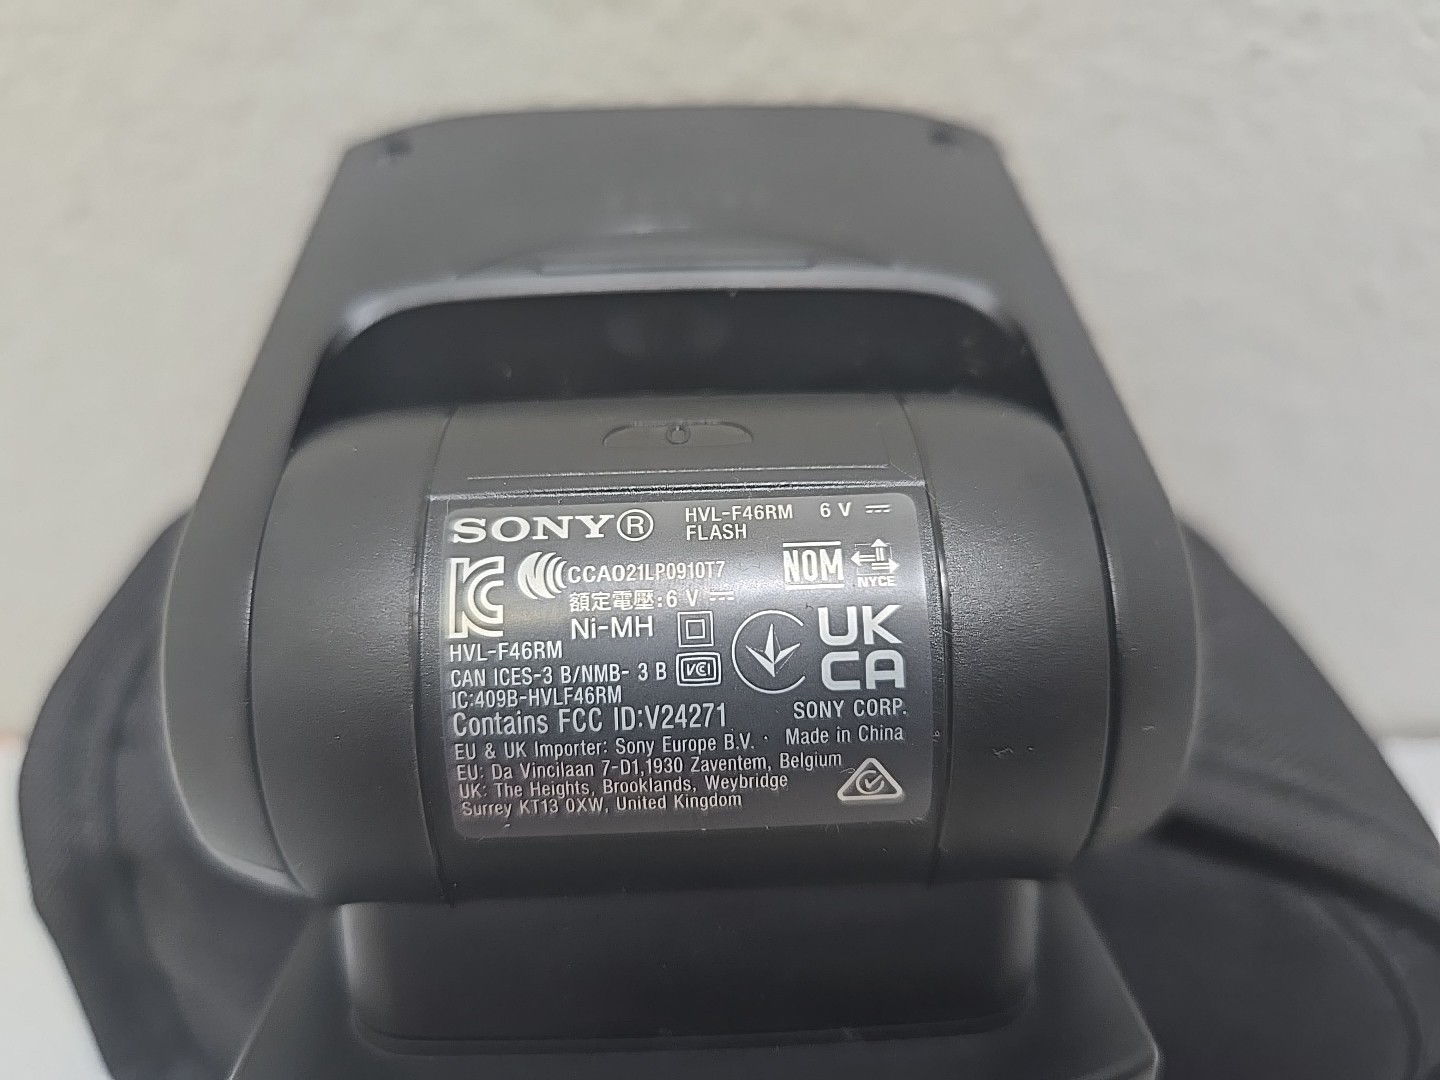 SONY® HVL-F46RM 6 V
FLASH
CCAO21LP0910T7
NOM
NYCE
額定電壓:6 V
Ni-MH
UK
CA
HVL-F46RM
CAN ICES-3 B/NMB- 3 B VCI
IC:409B-HVLF46RM
Contains FCC ID:V24271
SONY CORP.
EU & UK Importer: Sony Europe B.V. · Made in China
EU: Da Vincilaan 7-D1,1930 Zaventem, Belgium
UK: The Heights, Brooklands, Weybridge
Surrey KT13 0XW, United Kingdom